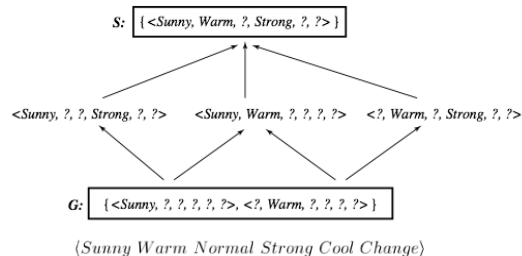 S: { <Sunny, Warm, ?, Strong, ?, ?> }
<Sunny, ?, ?, Strong, ?, ?> <Sunny, Warm, ?, ?, ?, ?> <?, Warm, ?, Strong, ?, ?>
G: { <Sunny, ?, ?, ?, ?, ?>, <?, Warm, ?, ?, ?, ?> }
⟨Sunny Warm Normal Strong Cool Change⟩